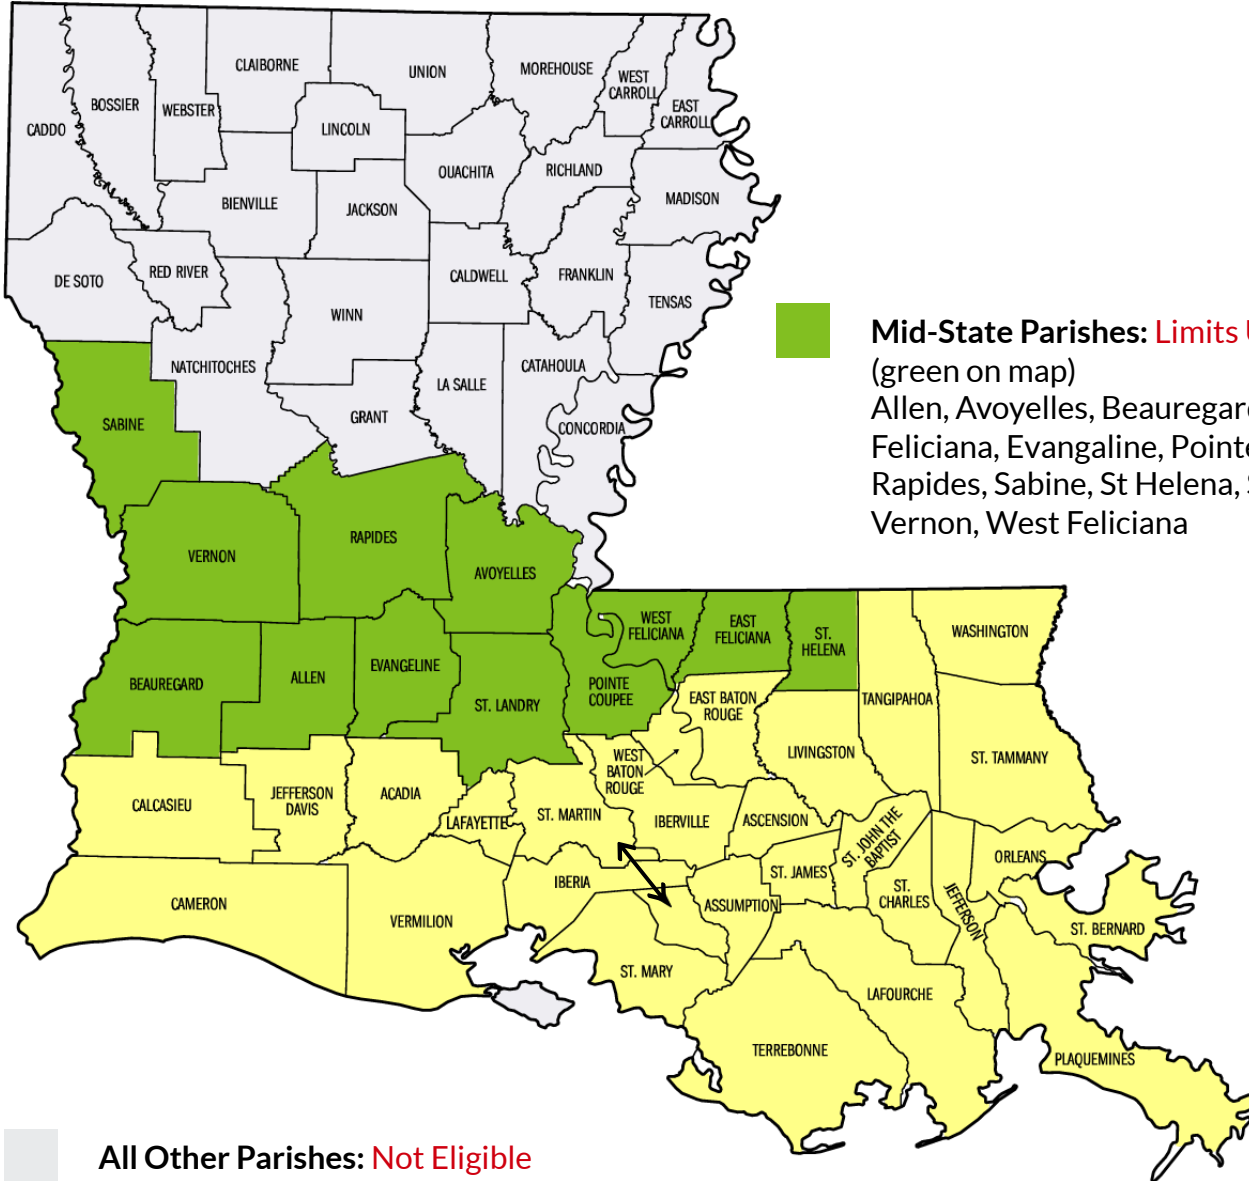 CLAIBORNE
UNION
MOREHOUSE
WEST
CARROLL
EAST
CARROLL
BOSSIER
WEBSTER
CADDO
LINCOLN
OUACHITA
RICHLAND
MADISON
BIENVILLE
JACKSON
DE SOTO
RED RIVER
CALDWELL
FRANKLIN
TENSAS
WINN
NATCHITOCHES
CATAHOULA
LA SALLE
GRANT
CONCORDIA
SABINE
VERNON
RAPIDES
AVOYELLES
Mid-State Parishes: Limits
(green on map)
Allen, Avoyelles, Beauregard
Feliciana, Evangaline, Pointe
Rapides, Sabine, St Helena,
Vernon, West Feliciana
WEST
FELICIANA
EAST
FELICIANA
ST.
HELENA
WASHINGTON
BEAUREGARD
ALLEN
EVANGELINE
ST. LANDRY
POINTE
COUPEE
EAST BATON
ROUGE
TANGIPAHOA
LIVINGSTON
ST. TAMMANY
WEST
BATON
ROUGE
CALCASIEU
JEFFERSON
DAVIS
ACADIA
LAFAYETTE
ST. MARTIN
IBERVILLE
ASCENSION
ST. JOHN THE
BAPTIST
ORLEANS
CAMERON
VERMILION
IBERIA
ASSUMPTION
ST. JAMES
ST.
CHARLES
JEFFERSON
ST. BERNARD
ST. MARY
LAFOURCHE
TERREBONNE
PLAQUEMINES
All Other Parishes: Not Eligible